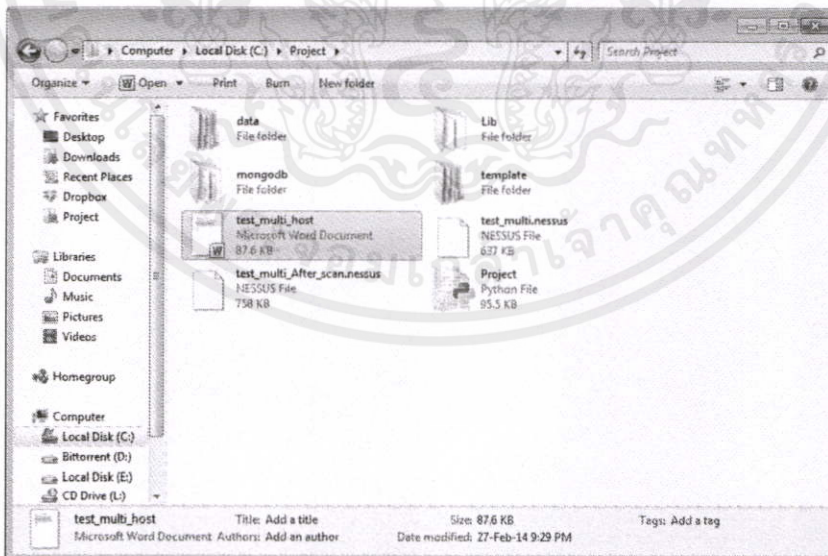 Computer ▸ Local Disk (C:) ▸ Project ▸
Search Project
Organize
Open
Print
Burn
New folder
Favorites
Desktop
Downloads
Recent Places
Dropbox
Project
Libraries
Documents
Music
Pictures
Videos
Homegroup
Computer
Local Disk (C:)
Bittorrent (D:)
Local Disk (E:)
CD Drive (L:)
data
File folder
Lib
File folder
mongodb
File folder
template
File folder
test_multi_host
Microsoft Word Document
87.6 KB
test_multi.nessus
NESSUS File
637 KB
test_multi_After_scan.nessus
NESSUS File
758 KB
Project
Python File
95.5 KB
test_multi_host
Title: Add a title
Size: 87.6 KB
Tags: Add a tag
Microsoft Word Document
Authors: Add an author
Date modified: 27-Feb-14 9:29 PM